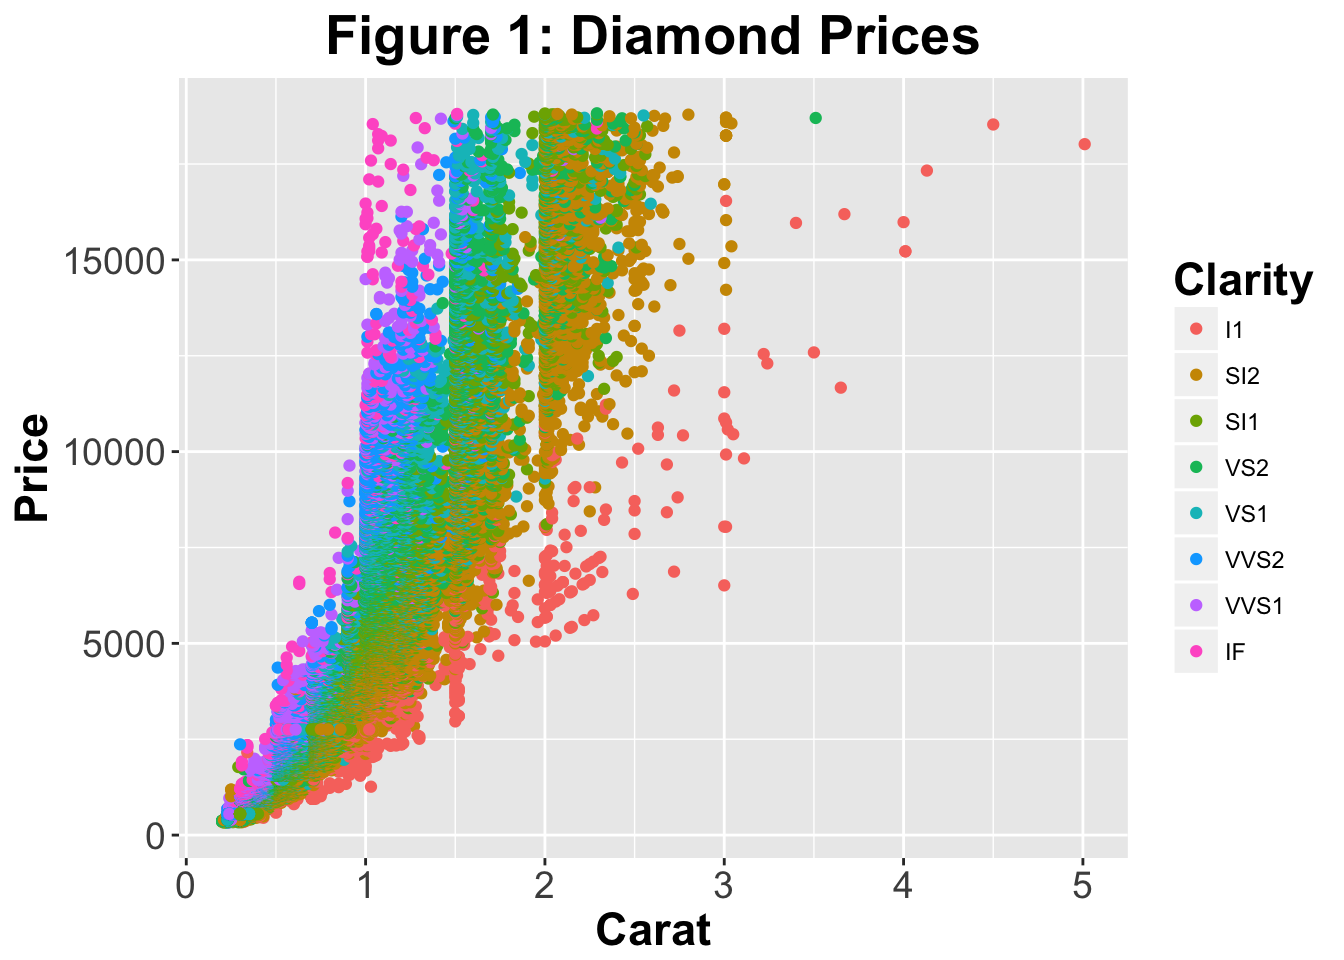 Figure 1: Diamond Prices
Price
15000
10000
5000
0
0 1 2 3 4 5
Carat
Clarity
I1
SI2
SI1
VS2
VS1
VVS2
VVS1
IF